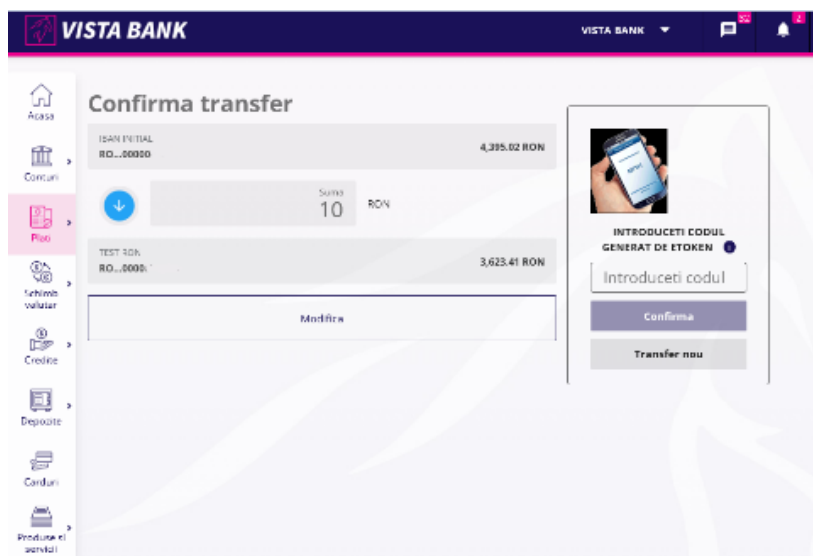 VISTA BANK
VISTA BANK
2
Acasa
Conturi
Plati
Schimb
valutar
Credite
Depozite
Carduri
Produse si
servicii
Confirma transfer
IBAN INITIAL
RO...00000
4,395.02 RON
Suma
10 RON
TEST RON
RO...0000
3,623.41 RON
Modifica
INTRODUCETI CODUL
GENERAT DE ETOKEN
Introduceti codul
Confirma
Transfer nou